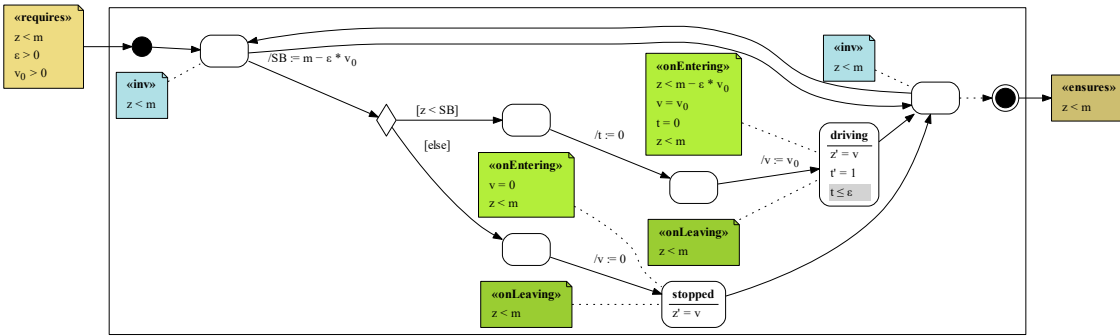 «requires»
z < m
ε > 0
v₀ > 0
«inv»
z < m
/SB := m − ε * v₀
[z < SB]
[else]
/t := 0
«onEntering»
z < m − ε * v₀
v = v₀
t = 0
z < m
«onEntering»
v = 0
z < m
/v := 0
«onLeaving»
z < m
stopped
z' = v
«onLeaving»
z < m
/v := v₀
driving
z' = v
t' = 1
t ≤ ε
«inv»
z < m
«ensures»
z < m